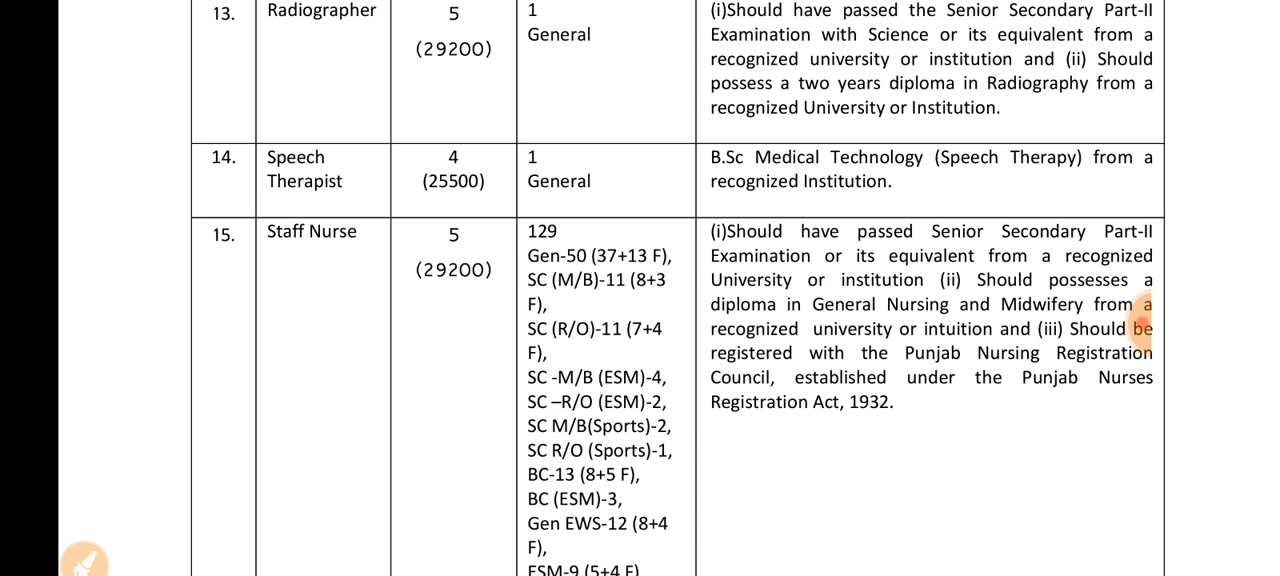 13.
Radiographer
5
(29200)
1
General
(i)Should have passed the Senior Secondary Part-II
Examination with Science or its equivalent from a
recognized university or institution and (ii) Should
possess a two years diploma in Radiography from a
recognized University or Institution.
14.
Speech
Therapist
4
(25500)
1
General
B.Sc Medical Technology (Speech Therapy) from a
recognized Institution.
15.
Staff Nurse
5
(29200)
129
Gen-50 (37+13 F),
SC (M/B)-11 (8+3
F),
SC (R/O)-11 (7+4
F),
SC -M/B (ESM)-4,
SC –R/O (ESM)-2,
SC M/B(Sports)-2,
SC R/O (Sports)-1,
BC-13 (8+5 F),
BC (ESM)-3,
Gen EWS-12 (8+4
F),
ESM-9 (5+4 F)
(i)Should have passed Senior Secondary Part-II
Examination or its equivalent from a recognized
University or institution (ii) Should possesses a
diploma in General Nursing and Midwifery from a
recognized university or intuition and (iii) Should be
registered with the Punjab Nursing Registration
Council, established under the Punjab Nurses
Registration Act, 1932.